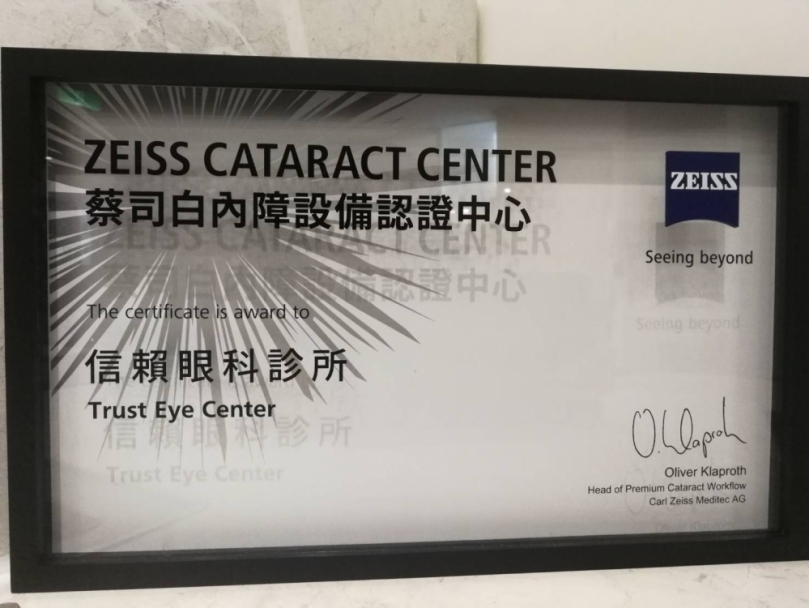 ZEISS CATARACT CENTER
蔡司白內障設備認證中心
ZEISS
Seeing beyond
The certificate is award to
信賴眼科診所
Trust Eye Center
O. Klaproth
Oliver Klaproth
Head of Premium Cataract Workflow
Carl Zeiss Meditec AG